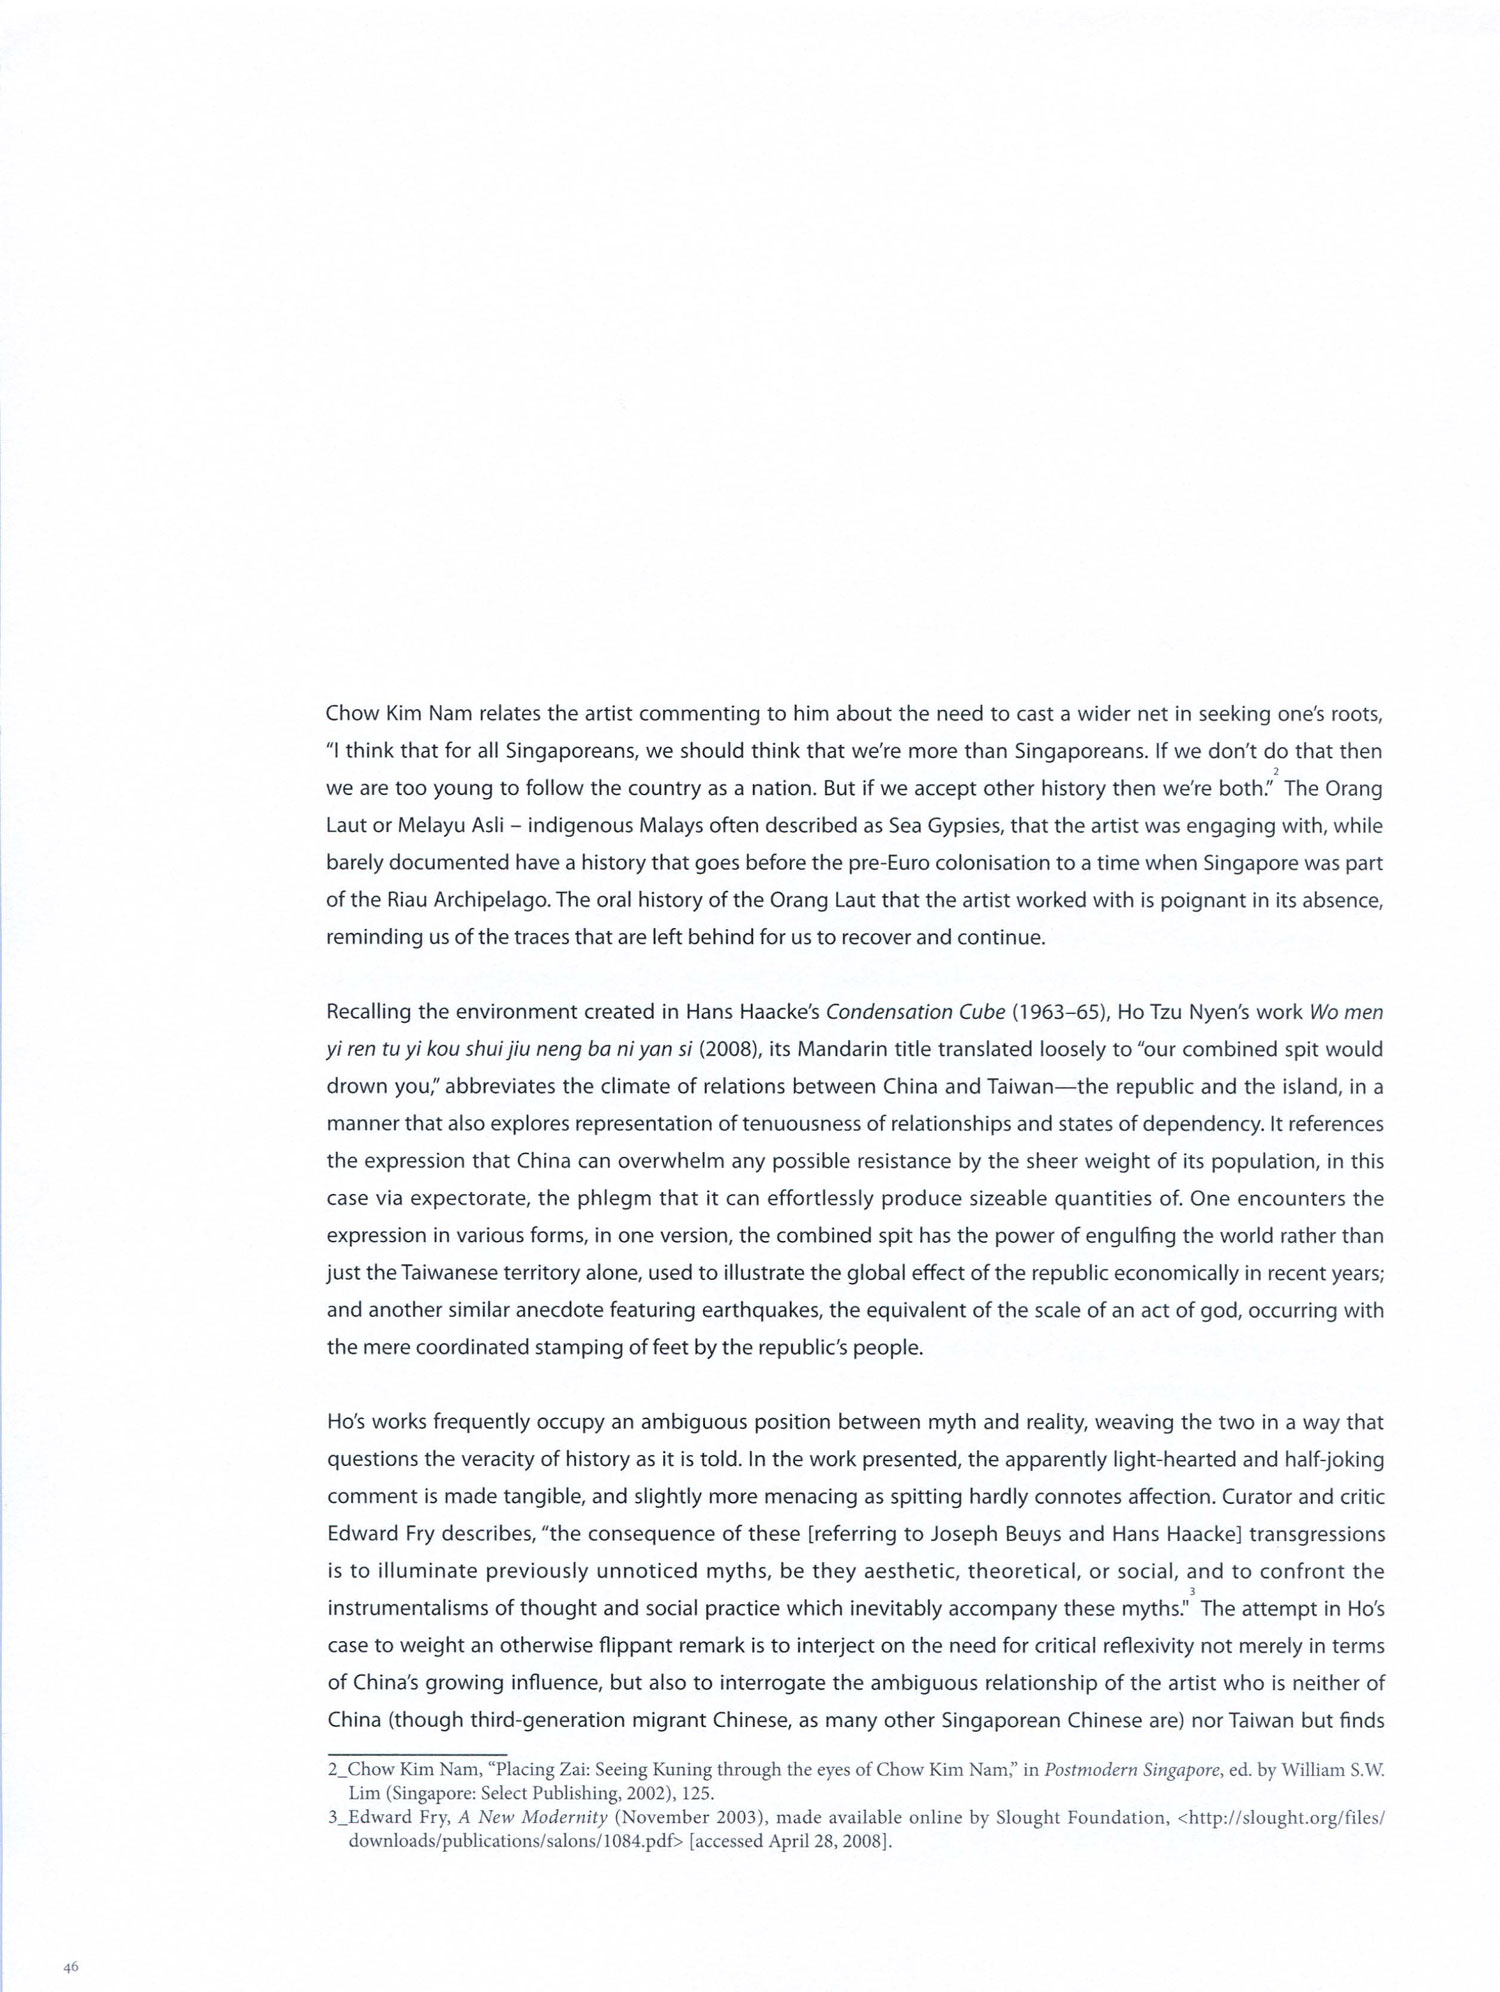 Chow Kim Nam relates the artist commenting to him about the need to cast a wider net in seeking one's roots,
"I think that for all Singaporeans, we should think that we're more than Singaporeans. If we don't do that then
we are too young to follow the country as a nation. But if we accept other history then we're both."2 The Orang
Laut or Melayu Asli – indigenous Malays often described as Sea Gypsies, that the artist was engaging with, while
barely documented have a history that goes before the pre-Euro colonisation to a time when Singapore was part
of the Riau Archipelago. The oral history of the Orang Laut that the artist worked with is poignant in its absence,
reminding us of the traces that are left behind for us to recover and continue.
Recalling the environment created in Hans Haacke's Condensation Cube (1963–65), Ho Tzu Nyen's work Wo men
yi ren tu yi kou shui jiu neng ba ni yan si (2008), its Mandarin title translated loosely to "our combined spit would
drown you," abbreviates the climate of relations between China and Taiwan—the republic and the island, in a
manner that also explores representation of tenuousness of relationships and states of dependency. It references
the expression that China can overwhelm any possible resistance by the sheer weight of its population, in this
case via expectorate, the phlegm that it can effortlessly produce sizeable quantities of. One encounters the
expression in various forms, in one version, the combined spit has the power of engulfing the world rather than
just the Taiwanese territory alone, used to illustrate the global effect of the republic economically in recent years;
and another similar anecdote featuring earthquakes, the equivalent of the scale of an act of god, occurring with
the mere coordinated stamping of feet by the republic's people.
Ho's works frequently occupy an ambiguous position between myth and reality, weaving the two in a way that
questions the veracity of history as it is told. In the work presented, the apparently light-hearted and half-joking
comment is made tangible, and slightly more menacing as spitting hardly connotes affection. Curator and critic
Edward Fry describes, "the consequence of these [referring to Joseph Beuys and Hans Haacke] transgressions
is to illuminate previously unnoticed myths, be they aesthetic, theoretical, or social, and to confront the
instrumentalisms of thought and social practice which inevitably accompany these myths."3 The attempt in Ho's
case to weight an otherwise flippant remark is to interject on the need for critical reflexivity not merely in terms
of China's growing influence, but also to interrogate the ambiguous relationship of the artist who is neither of
China (though third-generation migrant Chinese, as many other Singaporean Chinese are) nor Taiwan but finds
2_Chow Kim Nam, "Placing Zai: Seeing Kuning through the eyes of Chow Kim Nam," in Postmodern Singapore, ed. by William S.W.
Lim (Singapore: Select Publishing, 2002), 125.
3_Edward Fry, A New Modernity (November 2003), made available online by Slought Foundation, <http://slought.org/files/
downloads/publications/salons/1084.pdf> [accessed April 28, 2008].
46